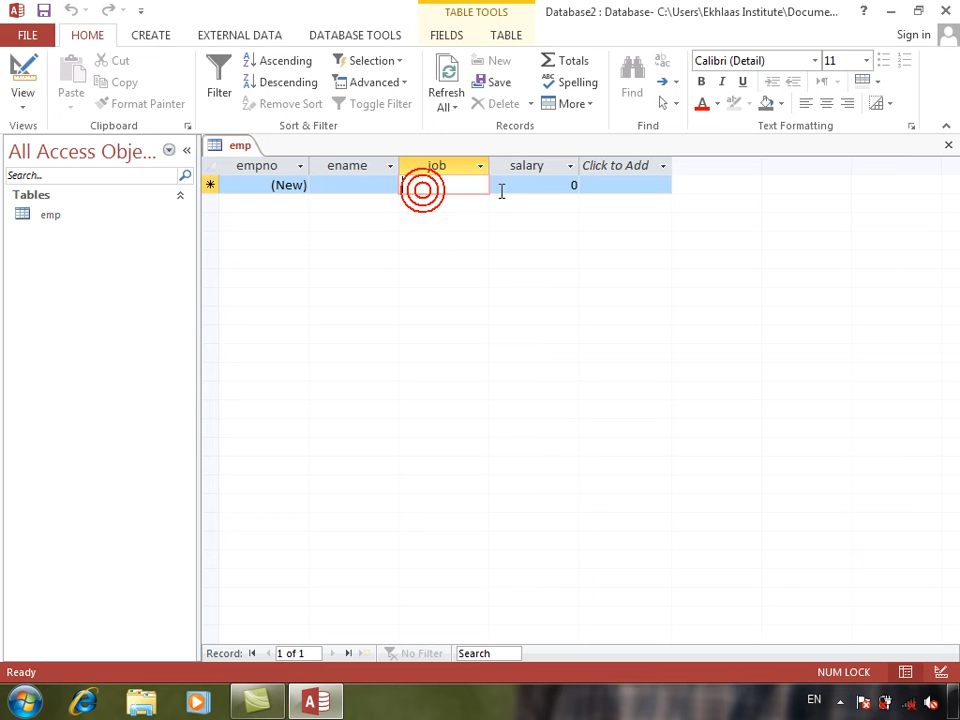 TABLE TOOLS
Database2 : Database- C:\Users\Ekhlaas Institute\Docume...
?
FILE
HOME
CREATE
EXTERNAL DATA
DATABASE TOOLS
FIELDS
TABLE
Sign in
View
Paste
Cut
Copy
Format Painter
Filter
Ascending
Descending
Remove Sort
Selection
Advanced
Toggle Filter
Refresh
All
New
Save
Delete
Totals
Spelling
More
Find
Calibri (Detail)
11
B I U
Views
Clipboard
Sort & Filter
Records
Find
Text Formatting
All Access Obje...
Search...
Tables
emp
emp
empno ename job salary Click to Add
(New) 0
Record: 1 of 1 No Filter Search
Ready
NUM LOCK
EN